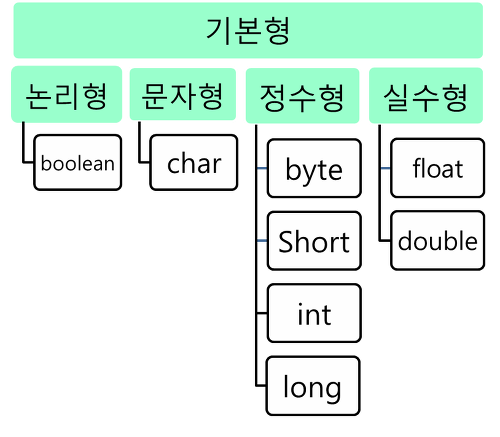 기본형
논리형
boolean
문자형
char
정수형
byte
Short
int
long
실수형
float
double